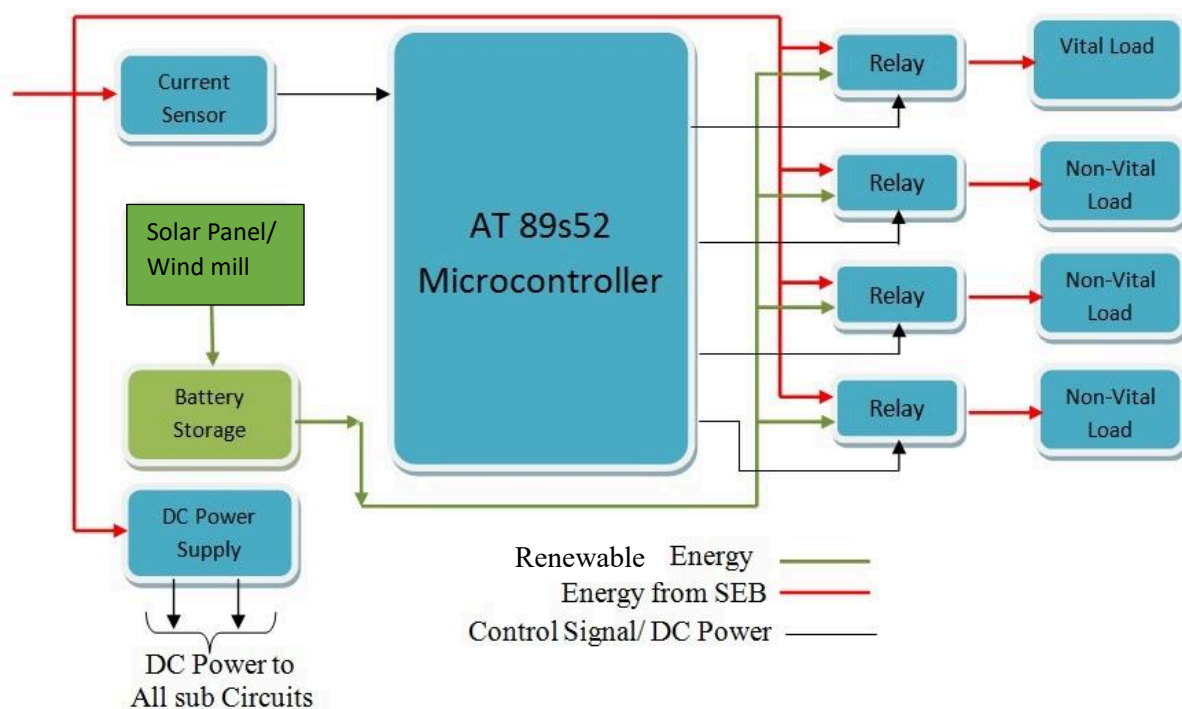 Current
Sensor
Solar Panel/
Wind mill
Battery
Storage
DC Power
Supply
DC Power to
All sub Circuits
AT 89s52
Microcontroller
Relay
Vital Load
Relay
Non-Vital
Load
Relay
Non-Vital
Load
Relay
Non-Vital
Load
Renewable Energy
Energy from SEB
Control Signal/ DC Power